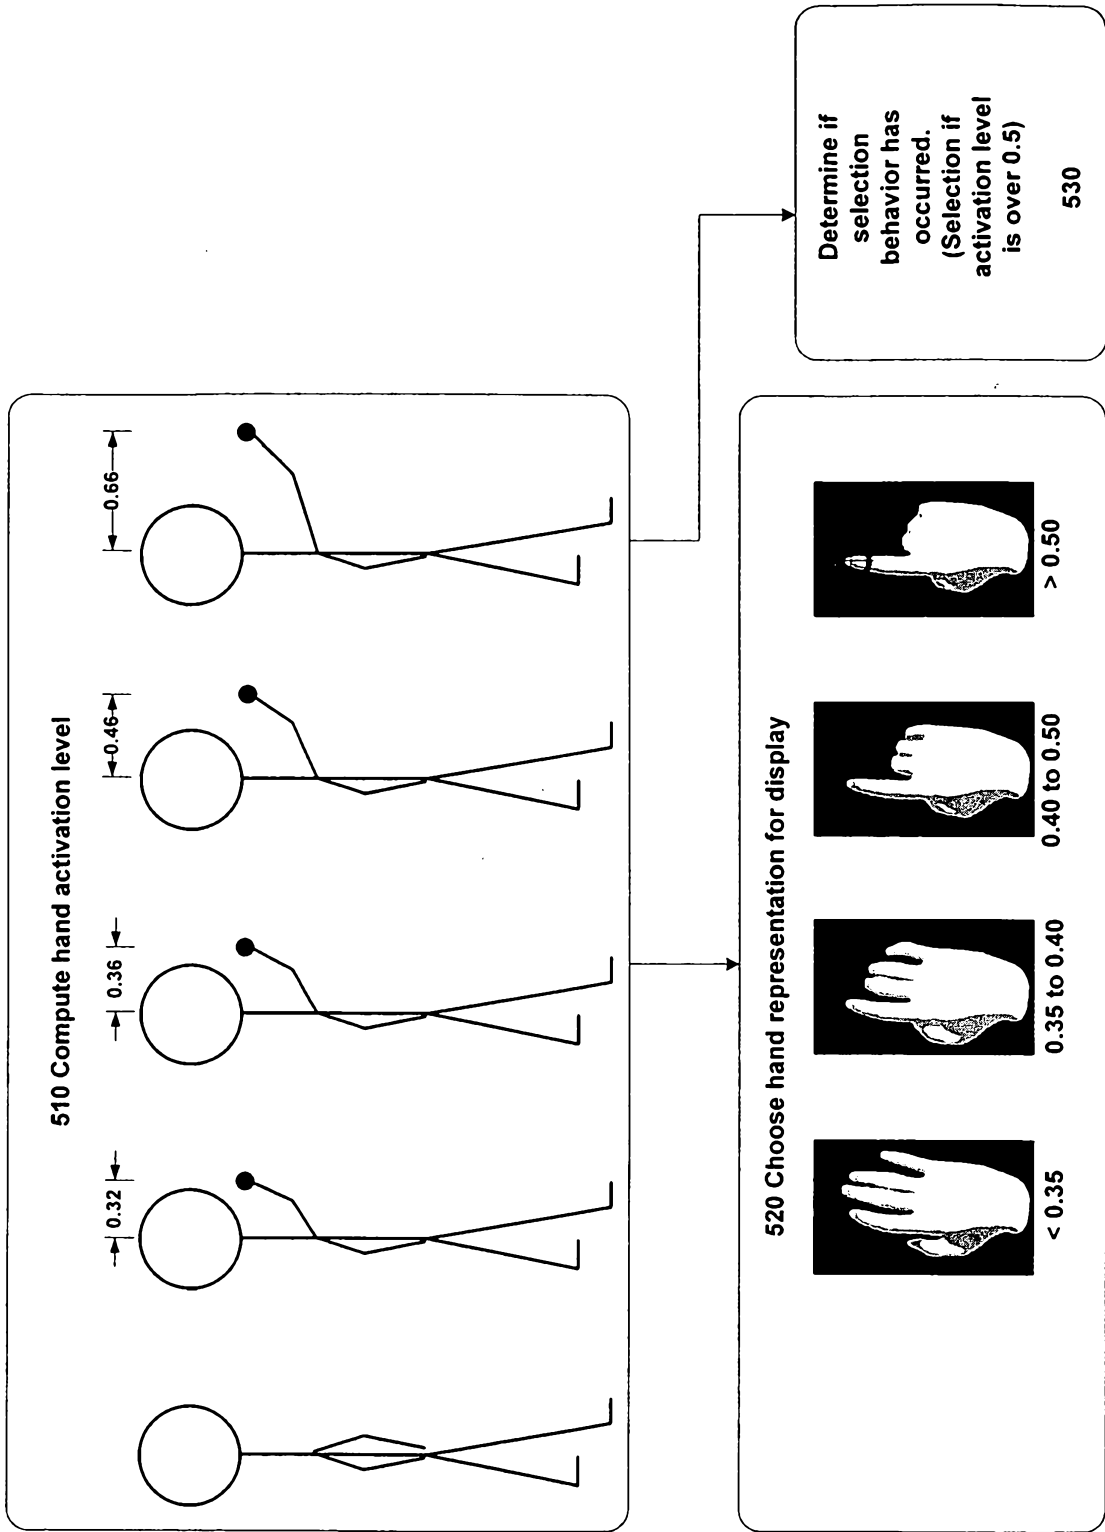 510 Compute hand activation level
0.32
0.36
0.46
0.66
520 Choose hand representation for display
< 0.35
0.35 to 0.40
0.40 to 0.50
> 0.50
Determine if
selection
behavior has
occurred.
(Selection if
activation level
is over 0.5)
530